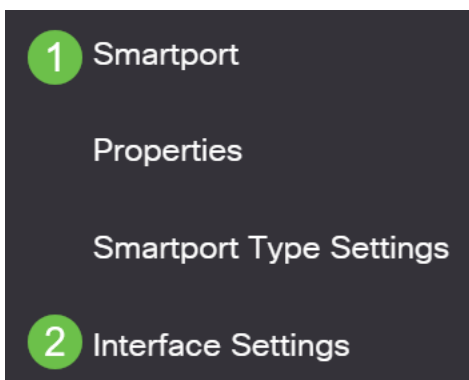 1 Smartport
Properties
Smartport Type Settings
2 Interface Settings